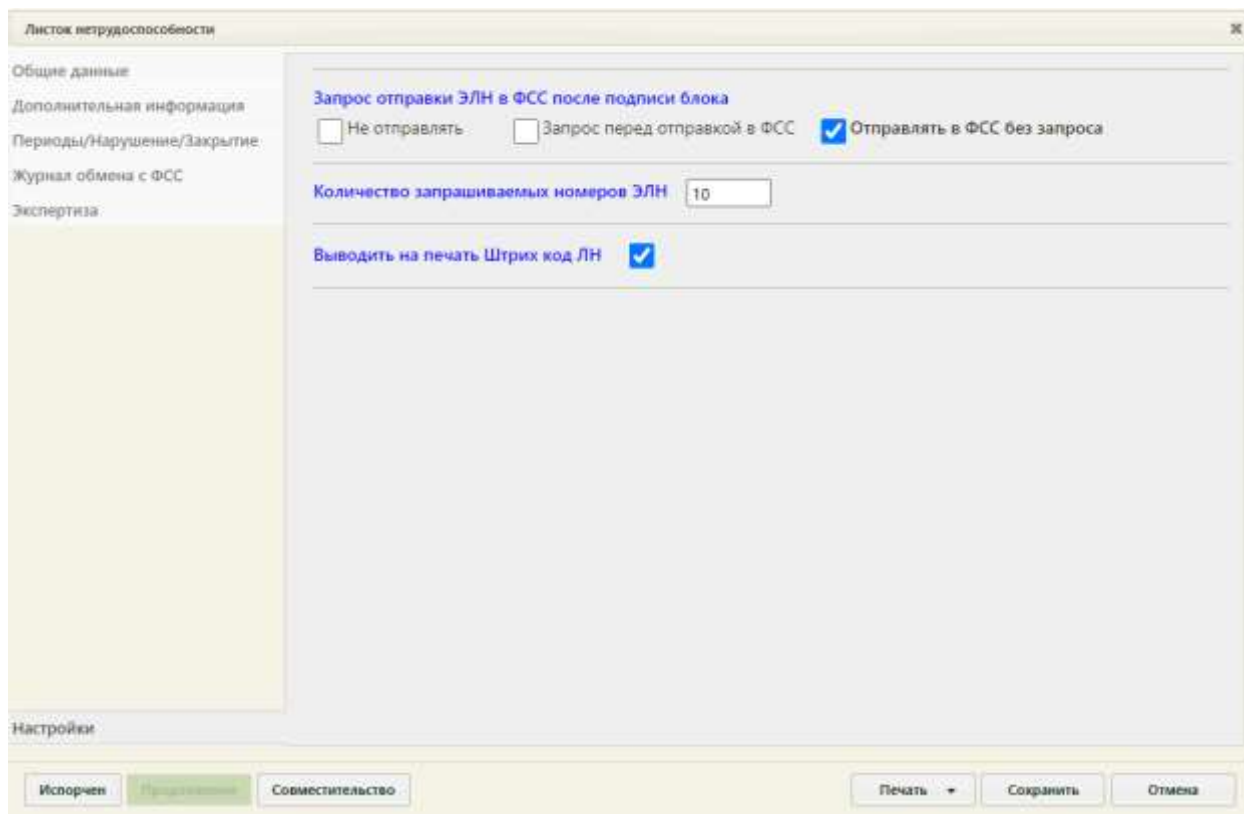 Листок нетрудоспособности
Общие данные
Дополнительная информация
Периоды/Нарушение/Закрытие
Журнал обмена с ФСС
Экспертиза
Запрос отправки ЭЛН в ФСС после подписи блока
Не отправлять Запрос перед отправкой в ФСС Отправлять в ФСС без запроса
Количество запрашиваемых номеров ЭЛН 10
Выводить на печать Штрих код ЛН
Настройки
Испорчен Совместительство Печать Сохранить Отмена